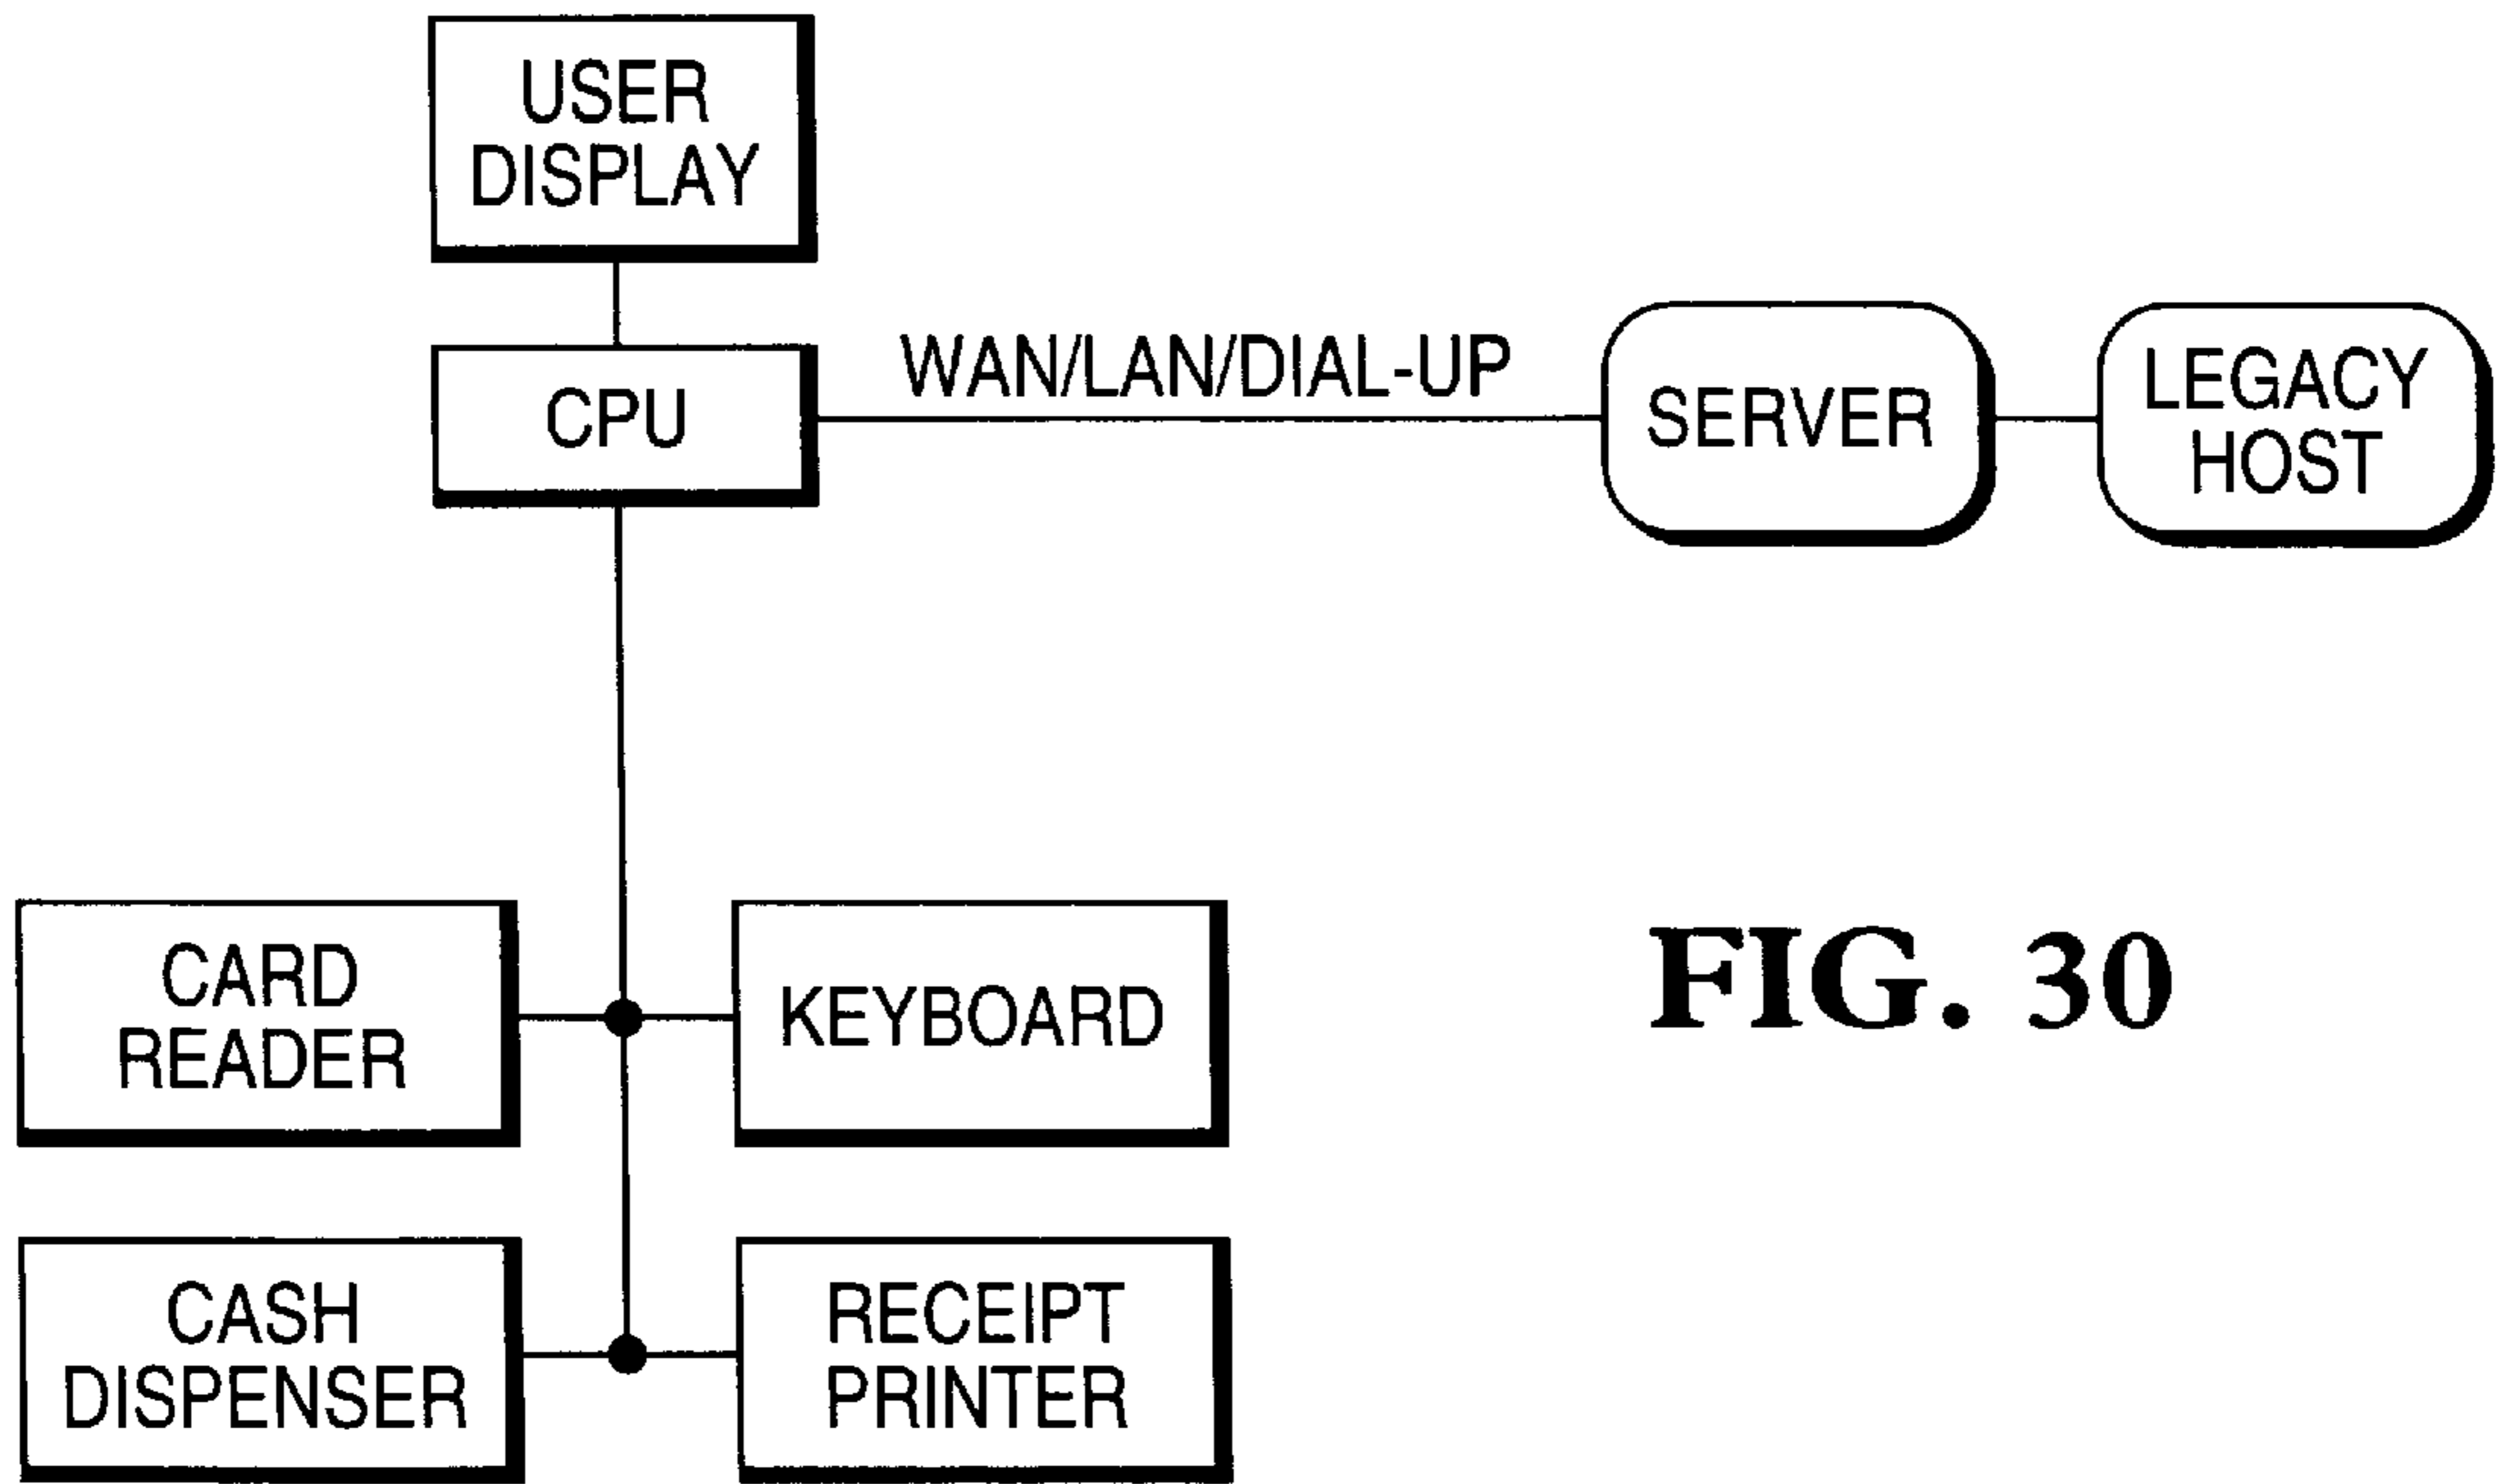 USER
DISPLAY
CPU
WAN/LAN/DIAL-UP
SERVER
LEGACY
HOST
CARD
READER
KEYBOARD
FIG. 30
CASH
DISPENSER
RECEIPT
PRINTER